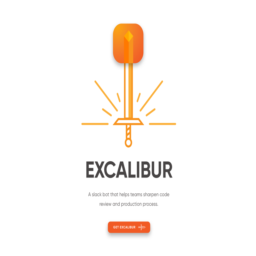 EXCALIBUR
A slack bot that helps teams sharpen code
review and production process.
GET EXCALIBUR